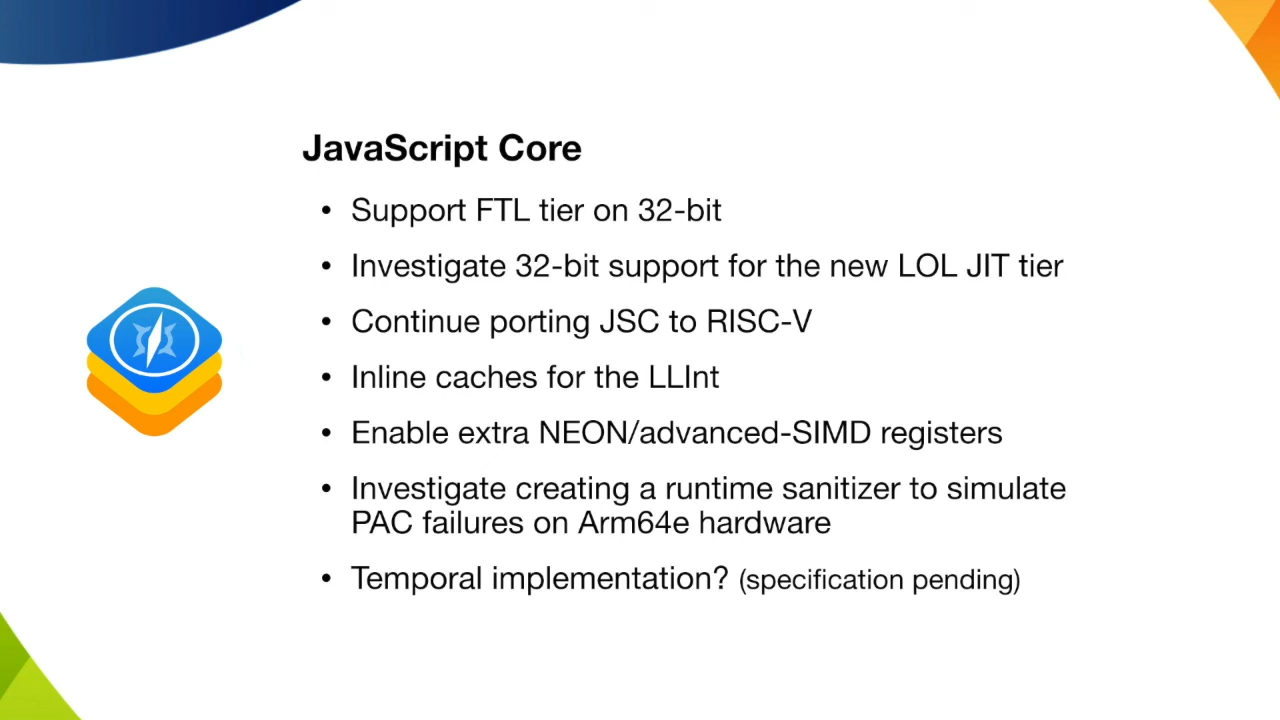 JavaScript Core
• Support FTL tier on 32-bit
• Investigate 32-bit support for the new LOL JIT tier
• Continue porting JSC to RISC-V
• Inline caches for the LLInt
• Enable extra NEON/advanced-SIMD registers
• Investigate creating a runtime sanitizer to simulate
PAC failures on Arm64e hardware
• Temporal implementation? (specification pending)